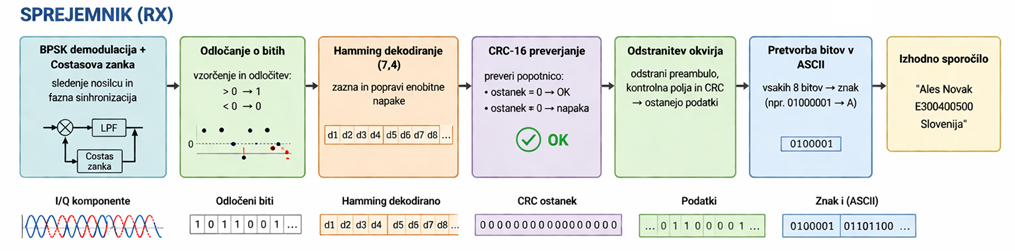 SPREJEMNIK (RX)
BPSK demodulacija +
Costasova zanka
sledenje nosilcu in
fazna sinhronizacija
LPF
Costas
zanka
Odločanje o bitih
vzorčenje in odločitev:
> 0 → 1
< 0 → 0
0
Hamming dekodiranje
(7,4)
zazna in popravi enobitne
napake
d1 d2 d3 d4 d5 d6 d7 d8 ...
CRC-16 preverjanje
preveri popotnico:
• ostanek = 0 → OK
• ostanek ≠ 0 → napaka
OK
Odstranitev okvirja
odstrani preambulo,
kontrolna polja in CRC
→ ostanejo podatki
Pretvorba bitov v
ASCII
vsakih 8 bitov → znak
(npr. 01000001 → A)
0100001
Izhodno sporočilo
"Ales Novak
E300400500
Slovenija"
I/Q komponente
Odločeni biti
1 0 1 1 0 1 1 ...
Hamming dekodirano
d1 d2 d3 d4 d5 d6 d7 d8 ...
CRC ostanek
0 0 0 0 0 0 0 0 0 0 0 0 0 0 0 0
Podatki
... 0 1 1 0 0 0 0 1 ...
Znak i (ASCII)
0100001 01101100 ...